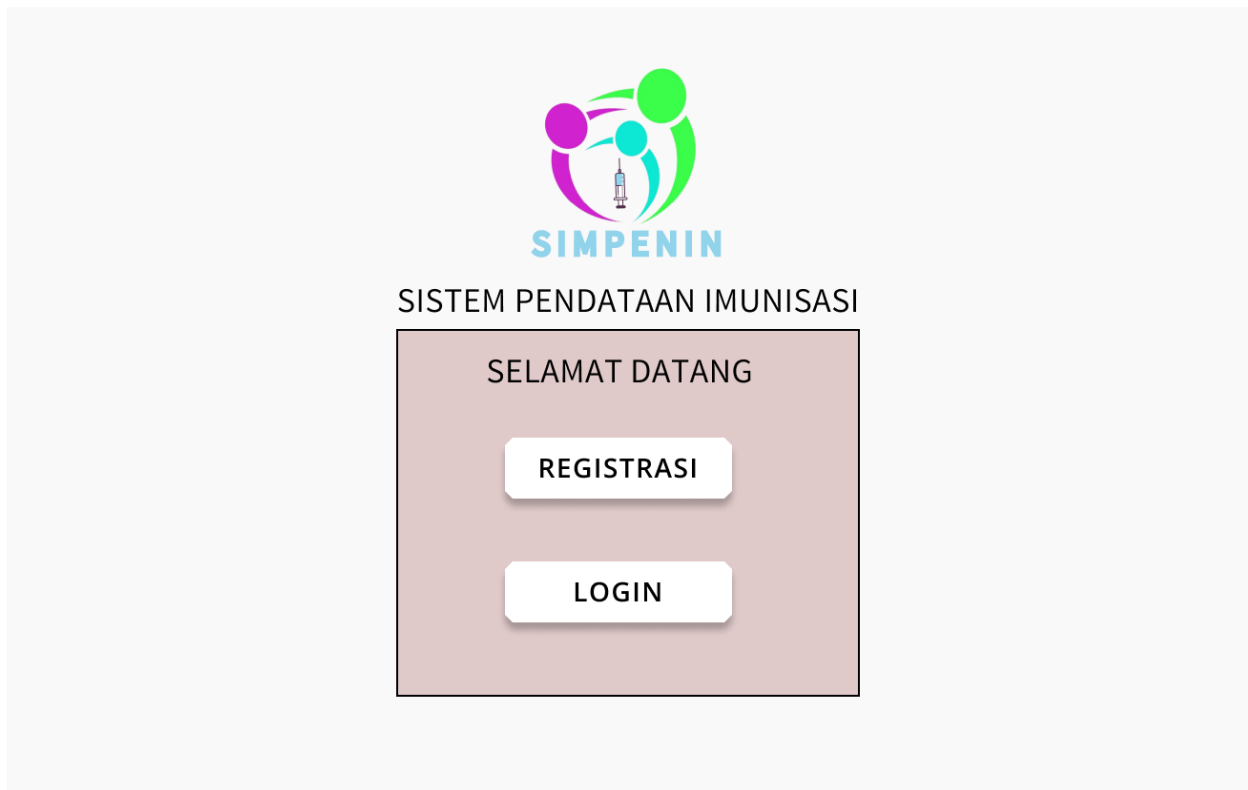 SIMPENIN
SISTEM PENDATAAN IMUNISASI
SELAMAT DATANG
REGISTRASI
LOGIN